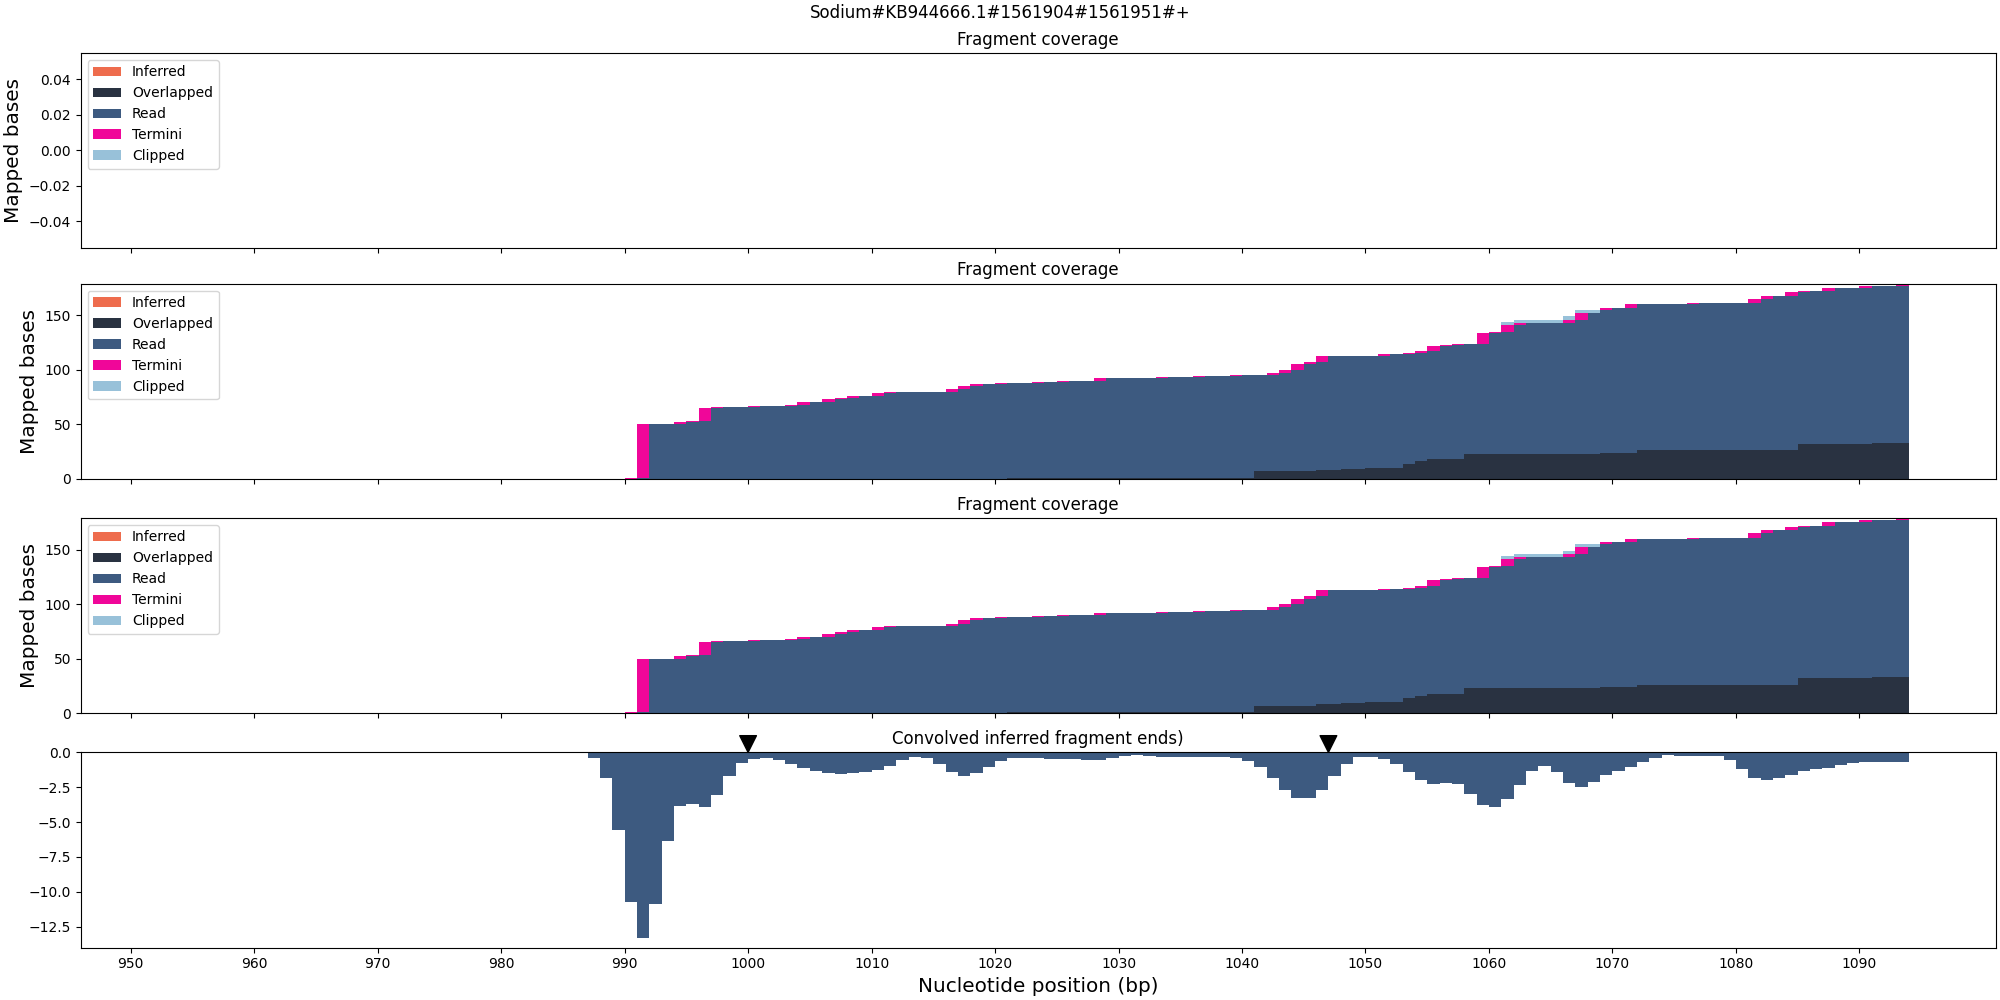 Sodium#KB944666.1#1561904#1561951#+
Fragment coverage
Mapped bases
0.04
0.02
0.00
−0.02
−0.04
Inferred
Overlapped
Read
Termini
Clipped
Fragment coverage
Mapped bases
150
100
50
0
Inferred
Overlapped
Read
Termini
Clipped
Fragment coverage
Mapped bases
150
100
50
0
Inferred
Overlapped
Read
Termini
Clipped
Convolved inferred fragment ends)
0.0
−2.5
−5.0
−7.5
−10.0
−12.5
950 960 970 980 990 1000 1010 1020 1030 1040 1050 1060 1070 1080 1090
Nucleotide position (bp)